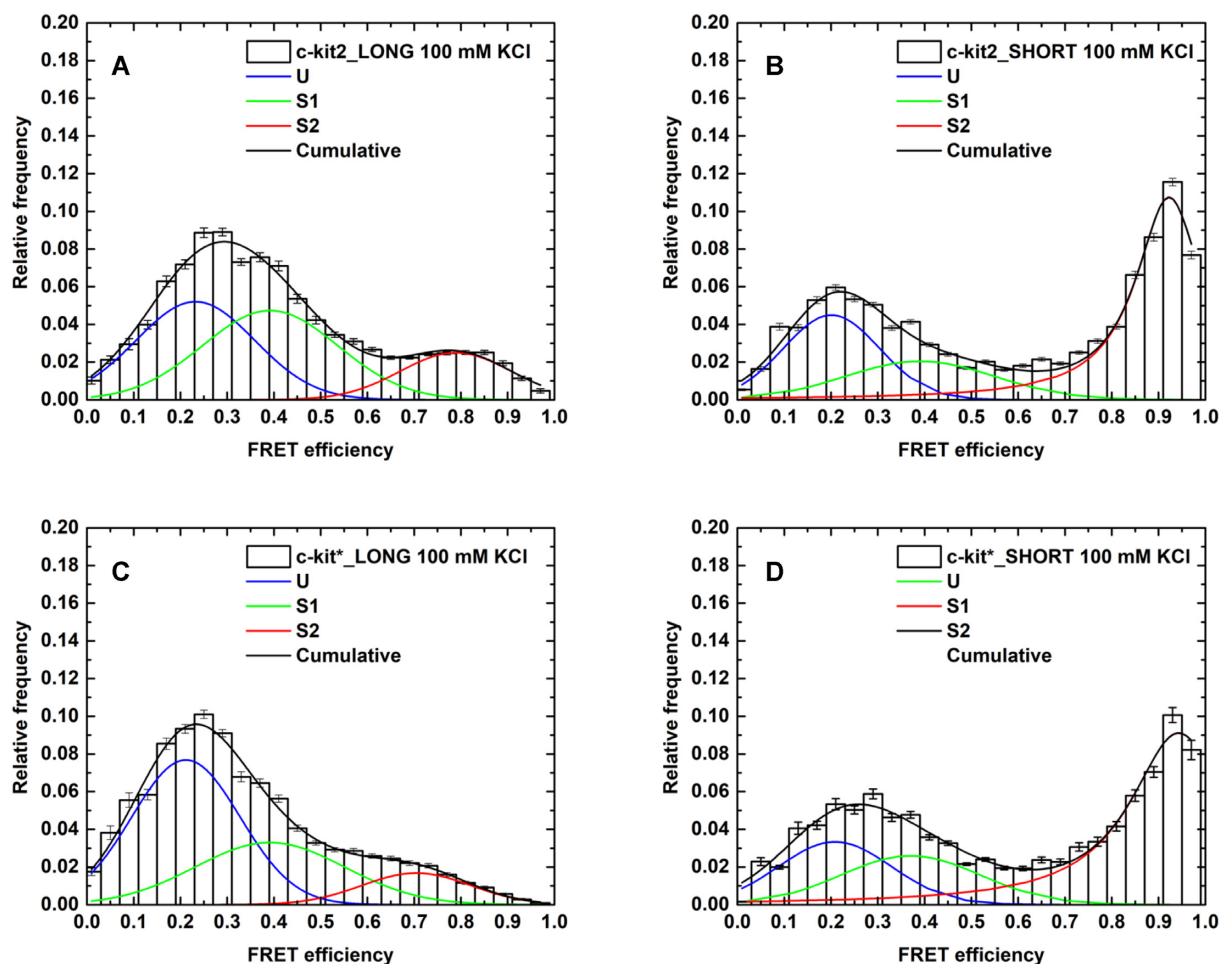 A
c-kit2_LONG 100 mM KCl
U
S1
S2
Cumulative
Relative frequency
0.20
0.18
0.16
0.14
0.12
0.10
0.08
0.06
0.04
0.02
0.00
0.0 0.1 0.2 0.3 0.4 0.5 0.6 0.7 0.8 0.9 1.0
FRET efficiency
B
c-kit2_SHORT 100 mM KCl
U
S1
S2
Cumulative
Relative frequency
0.20
0.18
0.16
0.14
0.12
0.10
0.08
0.06
0.04
0.02
0.00
0.0 0.1 0.2 0.3 0.4 0.5 0.6 0.7 0.8 0.9 1.0
FRET efficiency
C
c-kit*_LONG 100 mM KCl
U
S1
S2
Cumulative
Relative frequency
0.20
0.18
0.16
0.14
0.12
0.10
0.08
0.06
0.04
0.02
0.00
0.0 0.1 0.2 0.3 0.4 0.5 0.6 0.7 0.8 0.9 1.0
FRET efficiency
D
c-kit*_SHORT 100 mM KCl
U
S1
S2
Cumulative
Relative frequency
0.20
0.18
0.16
0.14
0.12
0.10
0.08
0.06
0.04
0.02
0.00
0.0 0.1 0.2 0.3 0.4 0.5 0.6 0.7 0.8 0.9 1.0
FRET efficiency